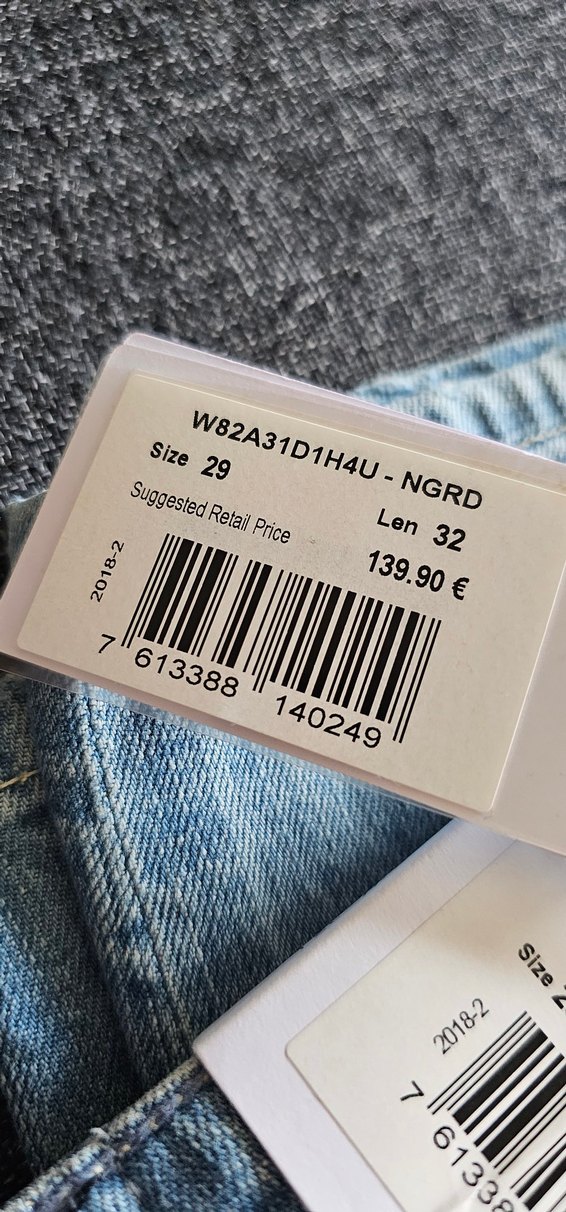 W82A31D1H4U - NGRD
Size 29
Len 32
Suggested Retail Price
139.90 €
2018-2
7 613388 140249
Size
2018-2
7 61338